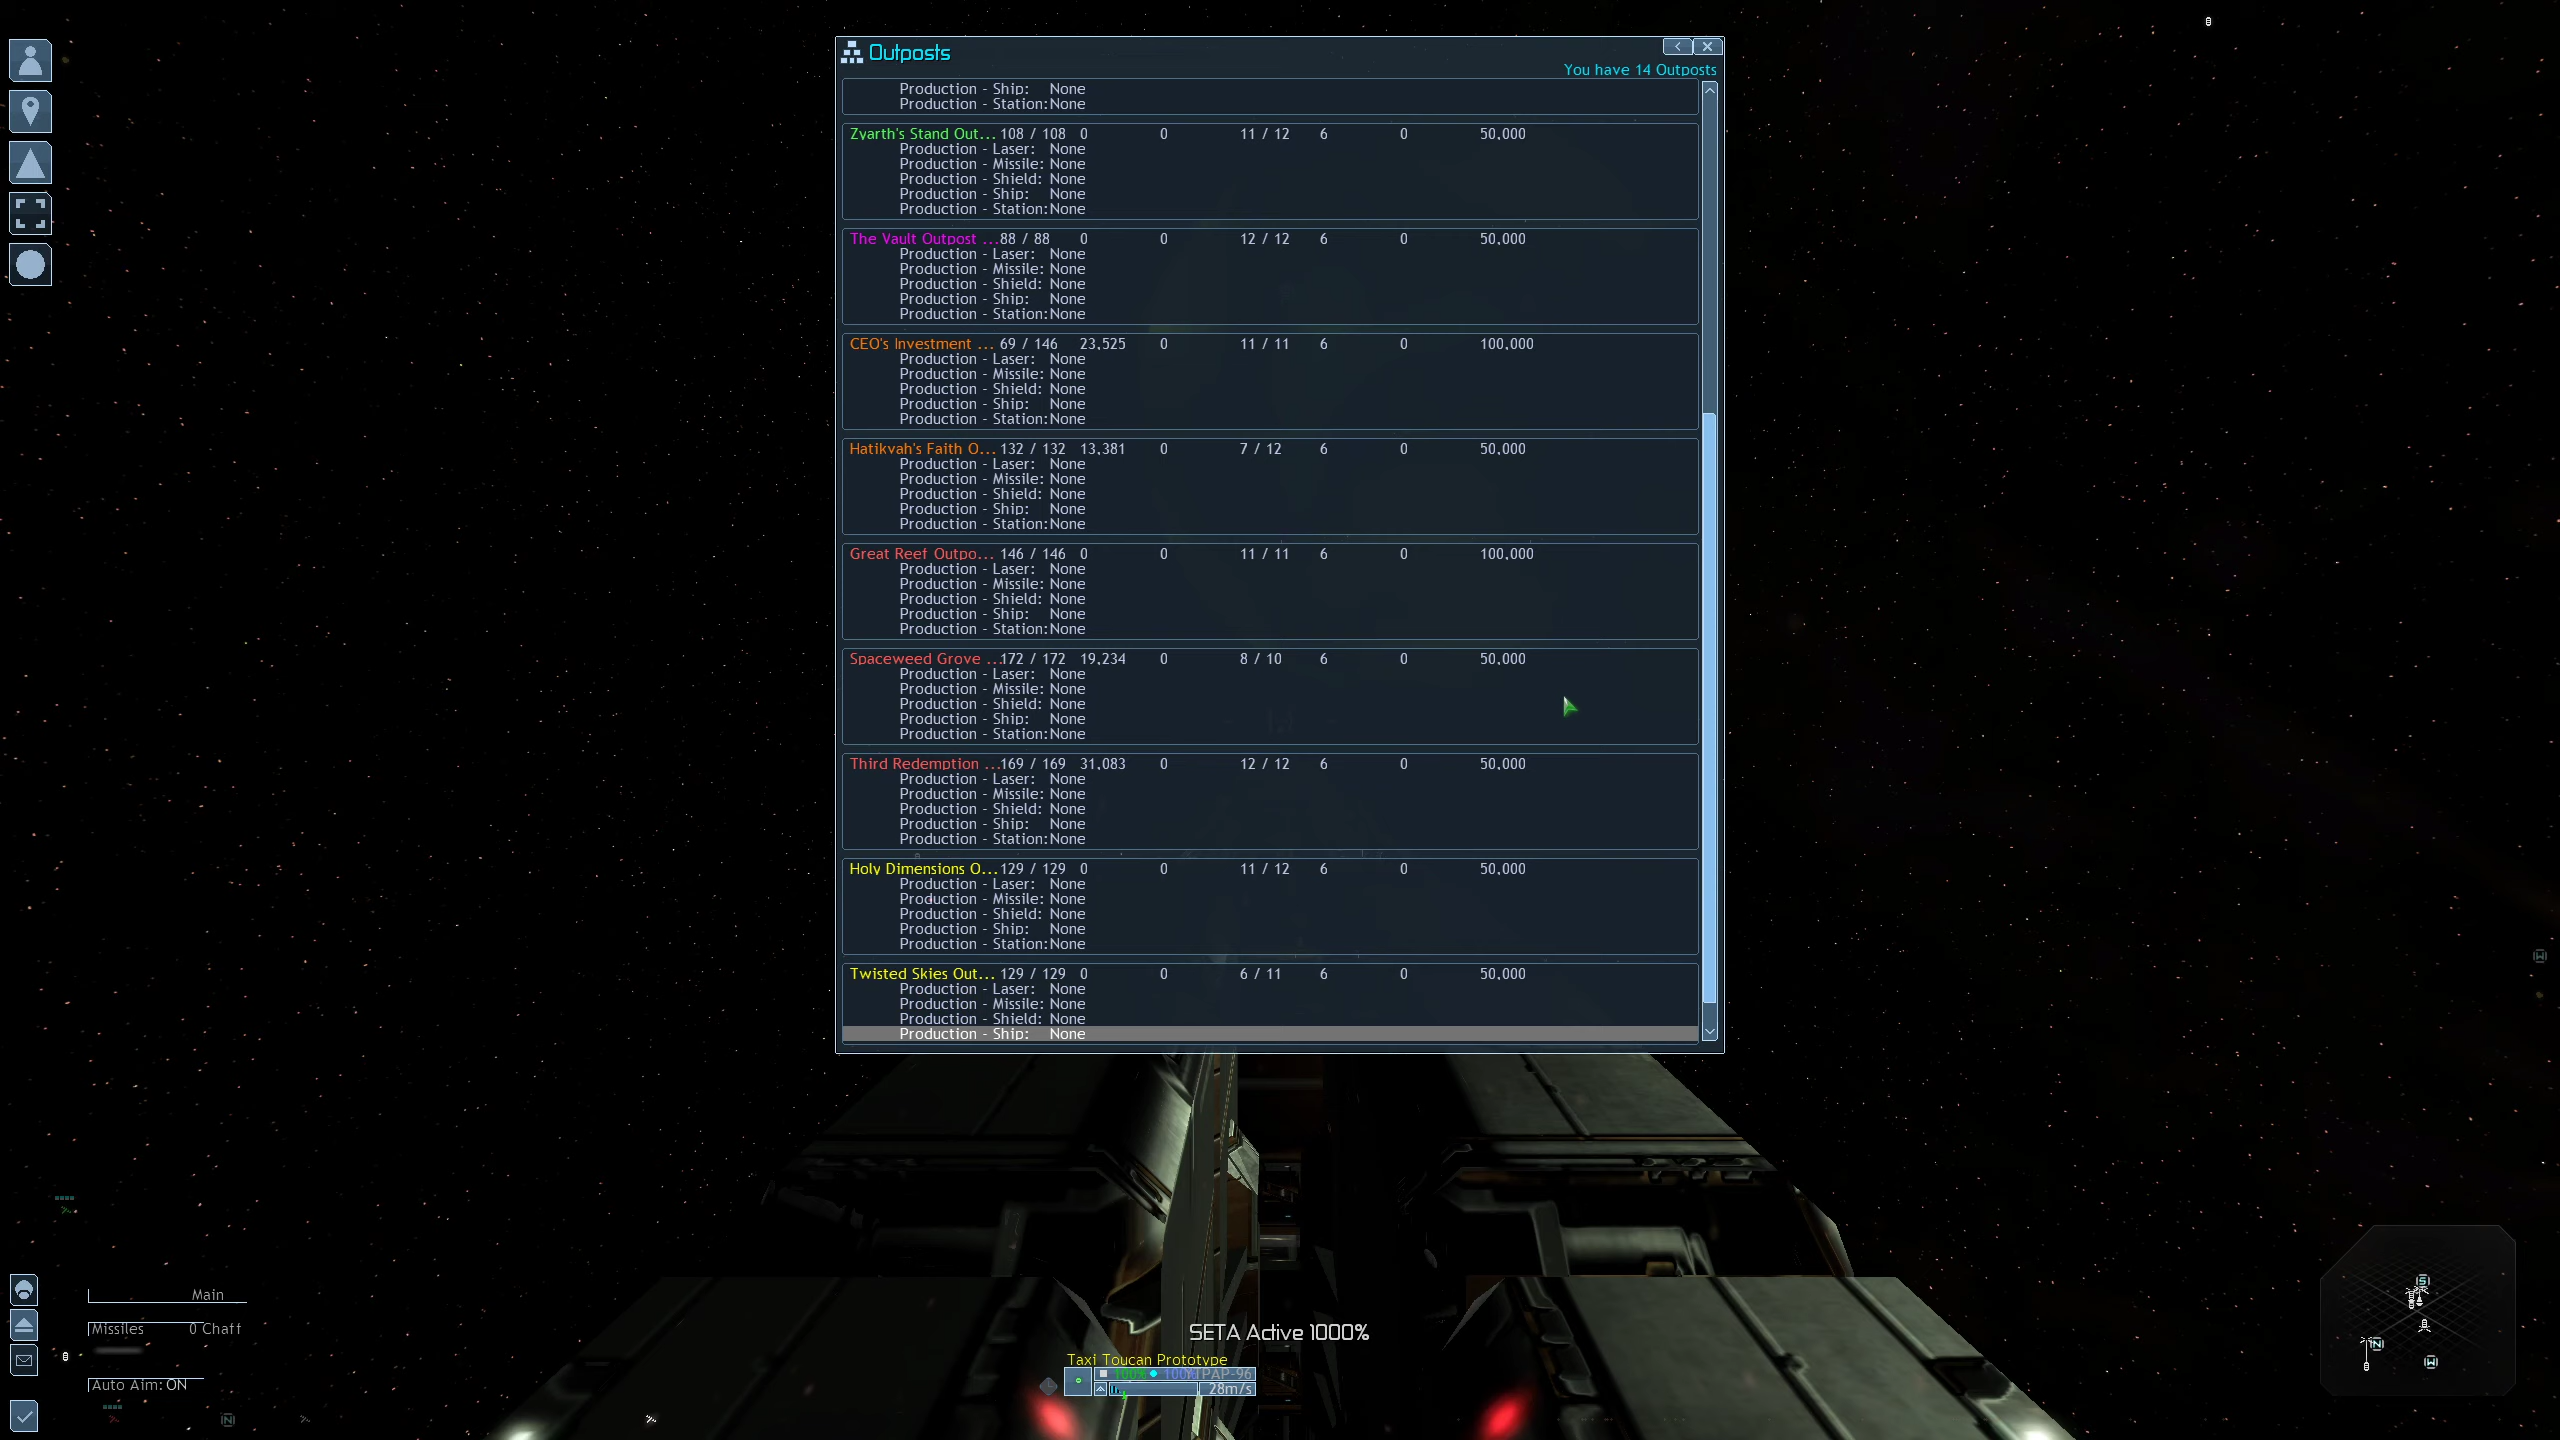 Outposts
You have 14 Outposts
Production - Ship: None
Production - Station: None
Zyarth's Stand Out... 108 / 108 0 0 11 / 12 6 0 50,000
Production - Laser: None
Production - Missile: None
Production - Shield: None
Production - Ship: None
Production - Station: None
The Vault Outpost ... 88 / 88 0 0 12 / 12 6 0 50,000
Production - Laser: None
Production - Missile: None
Production - Shield: None
Production - Ship: None
Production - Station: None
CEO's Investment ... 69 / 146 23,525 0 11 / 11 6 0 100,000
Production - Laser: None
Production - Missile: None
Production - Shield: None
Production - Ship: None
Production - Station: None
Hatikvah's Faith O... 132 / 132 13,381 0 7 / 12 6 0 50,000
Production - Laser: None
Production - Missile: None
Production - Shield: None
Production - Ship: None
Production - Station: None
Great Reef Outpo... 146 / 146 0 0 11 / 11 6 0 100,000
Production - Laser: None
Production - Missile: None
Production - Shield: None
Production - Ship: None
Production - Station: None
Spaceweed Grove ... 172 / 172 19,234 0 8 / 10 6 0 50,000
Production - Laser: None
Production - Missile: None
Production - Shield: None
Production - Ship: None
Production - Station: None
Third Redemption ... 169 / 169 31,083 0 12 / 12 6 0 50,000
Production - Laser: None
Production - Missile: None
Production - Shield: None
Production - Ship: None
Production - Station: None
Holy Dimensions O... 129 / 129 0 0 11 / 12 6 0 50,000
Production - Laser: None
Production - Missile: None
Production - Shield: None
Production - Ship: None
Production - Station: None
Twisted Skies Out... 129 / 129 0 0 6 / 11 6 0 50,000
Production - Laser: None
Production - Missile: None
Production - Shield: None
Production - Ship: None
Main
Missiles 0 Chaff
Auto Aim: ON
SETA Active 1000%
Taxi Toucan Prototype
100% 100%
28m/s
S
N
W
N
W